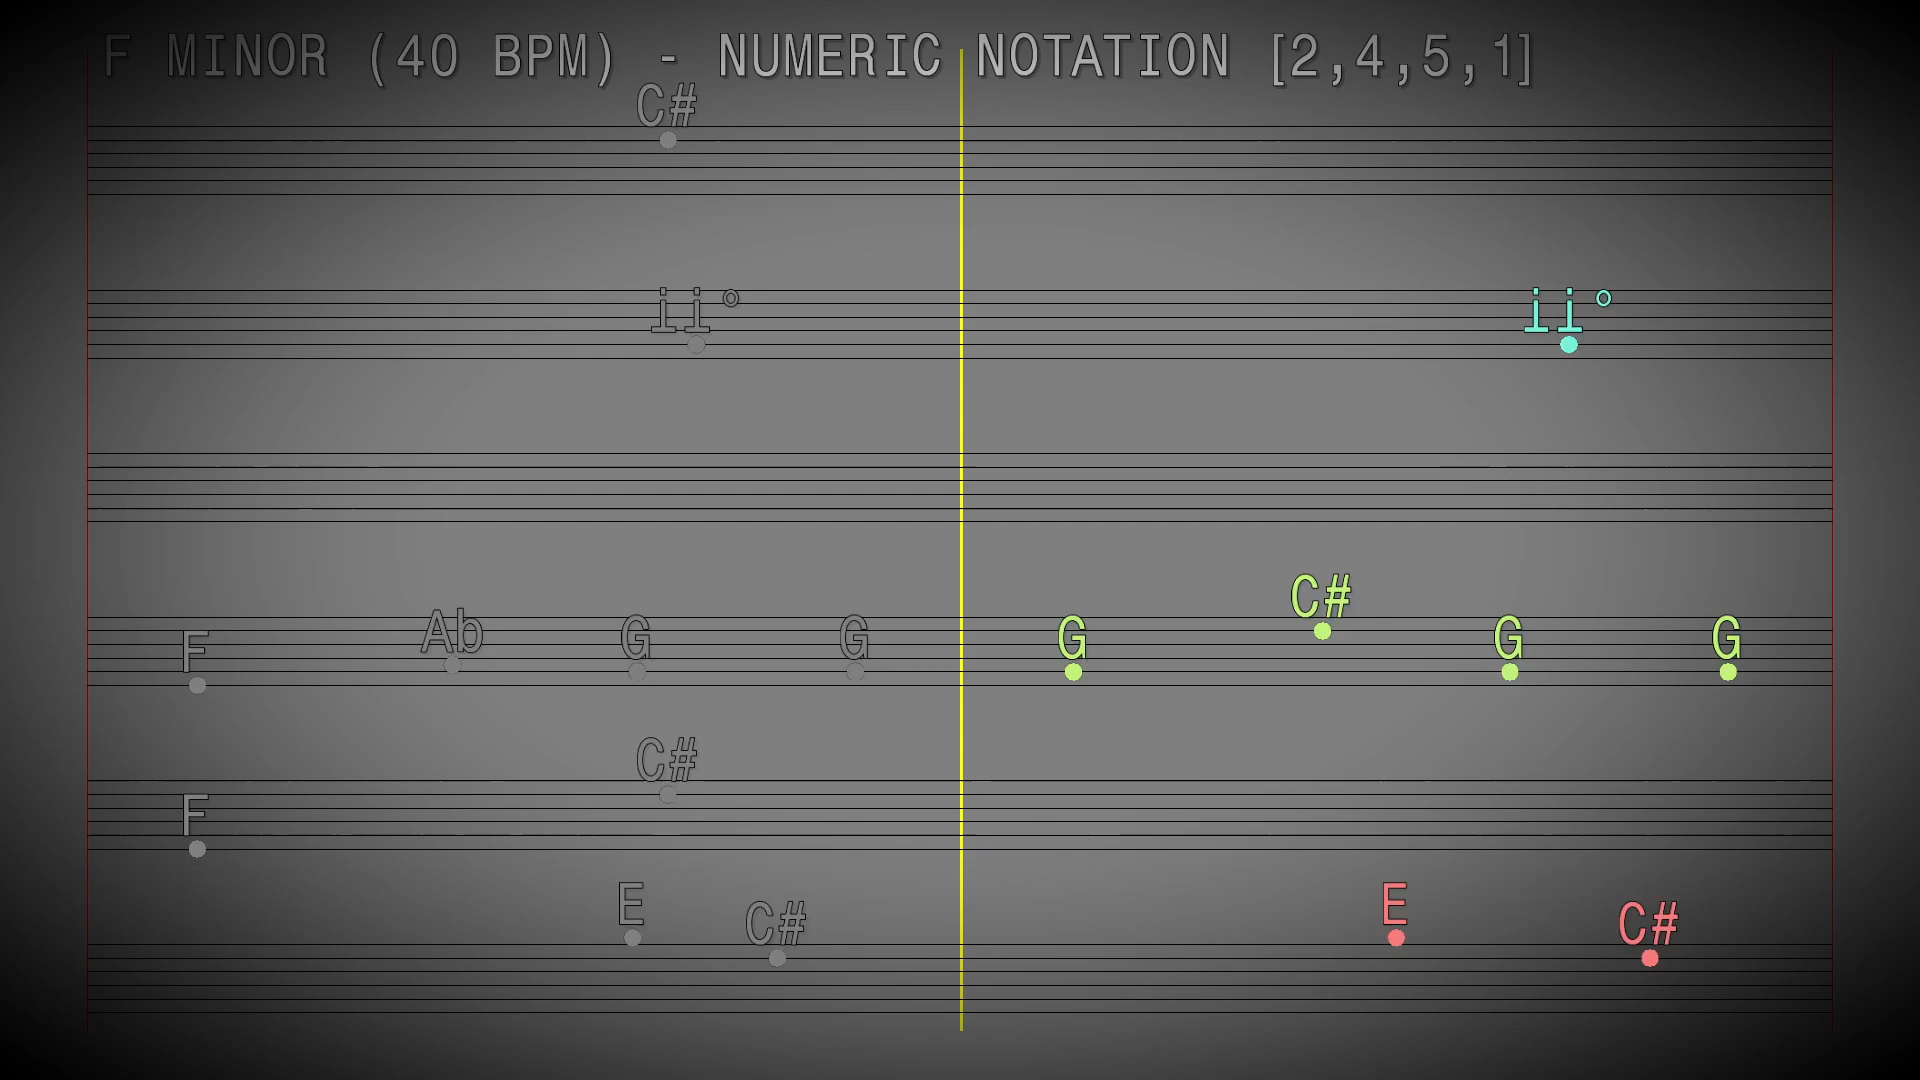 F MINOR (40 BPM) - NUMERIC NOTATION [2,4,5,1]
C#
ii° ii°
F Ab G G G C# G G
F C#
E C# E C#